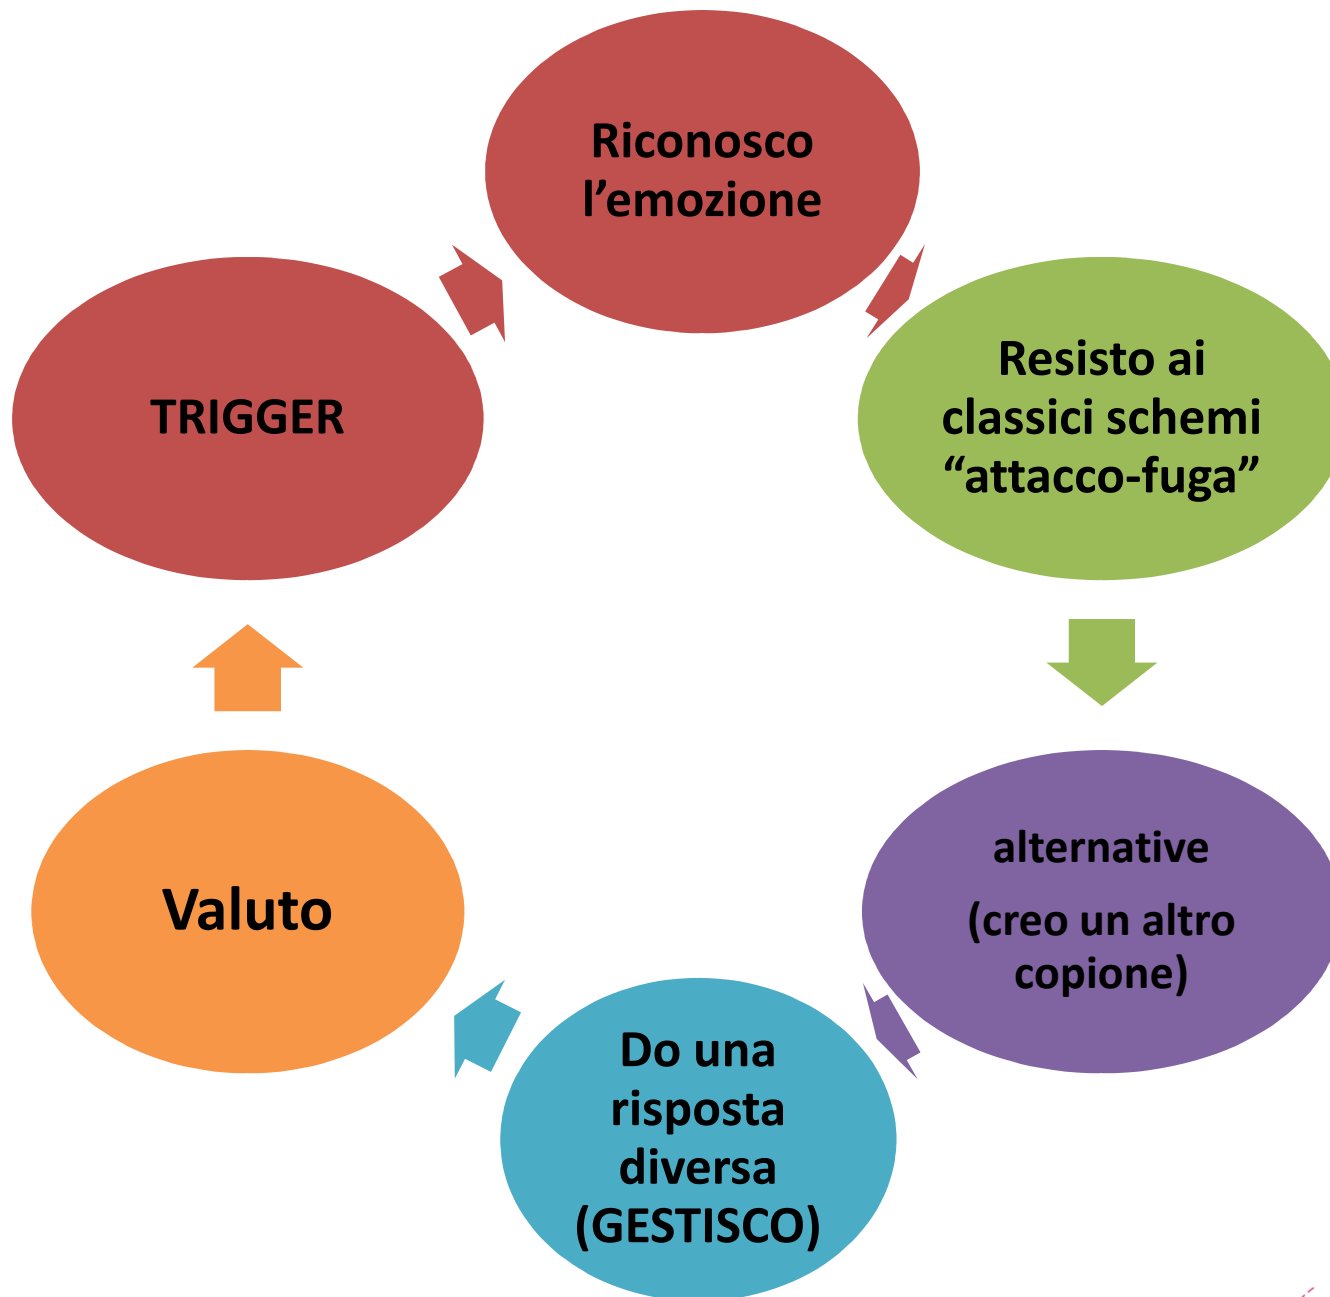 Riconosco
l’emozione
TRIGGER
Resisto ai
classici schemi
“attacco-fuga”
alternative
(creo un altro
copione)
Do una
risposta
diversa
(GESTISCO)
Valuto